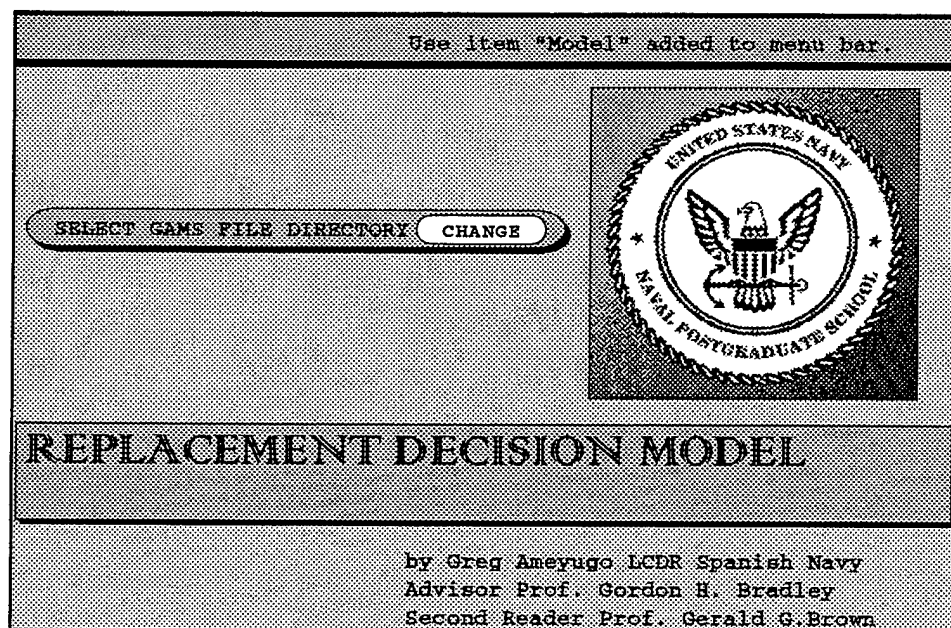 Use item "Model" added to menu bar.
UNITED STATES NAVY
NAVAL POSTGRADUATE SCHOOL
SELECT GAMS FILE DIRECTORY CHANGE
REPLACEMENT DECISION MODEL
by Greg Ameyugo LCDR Spanish Navy
Advisor Prof. Gordon H. Bradley
Second Reader Prof. Gerald G.Brown